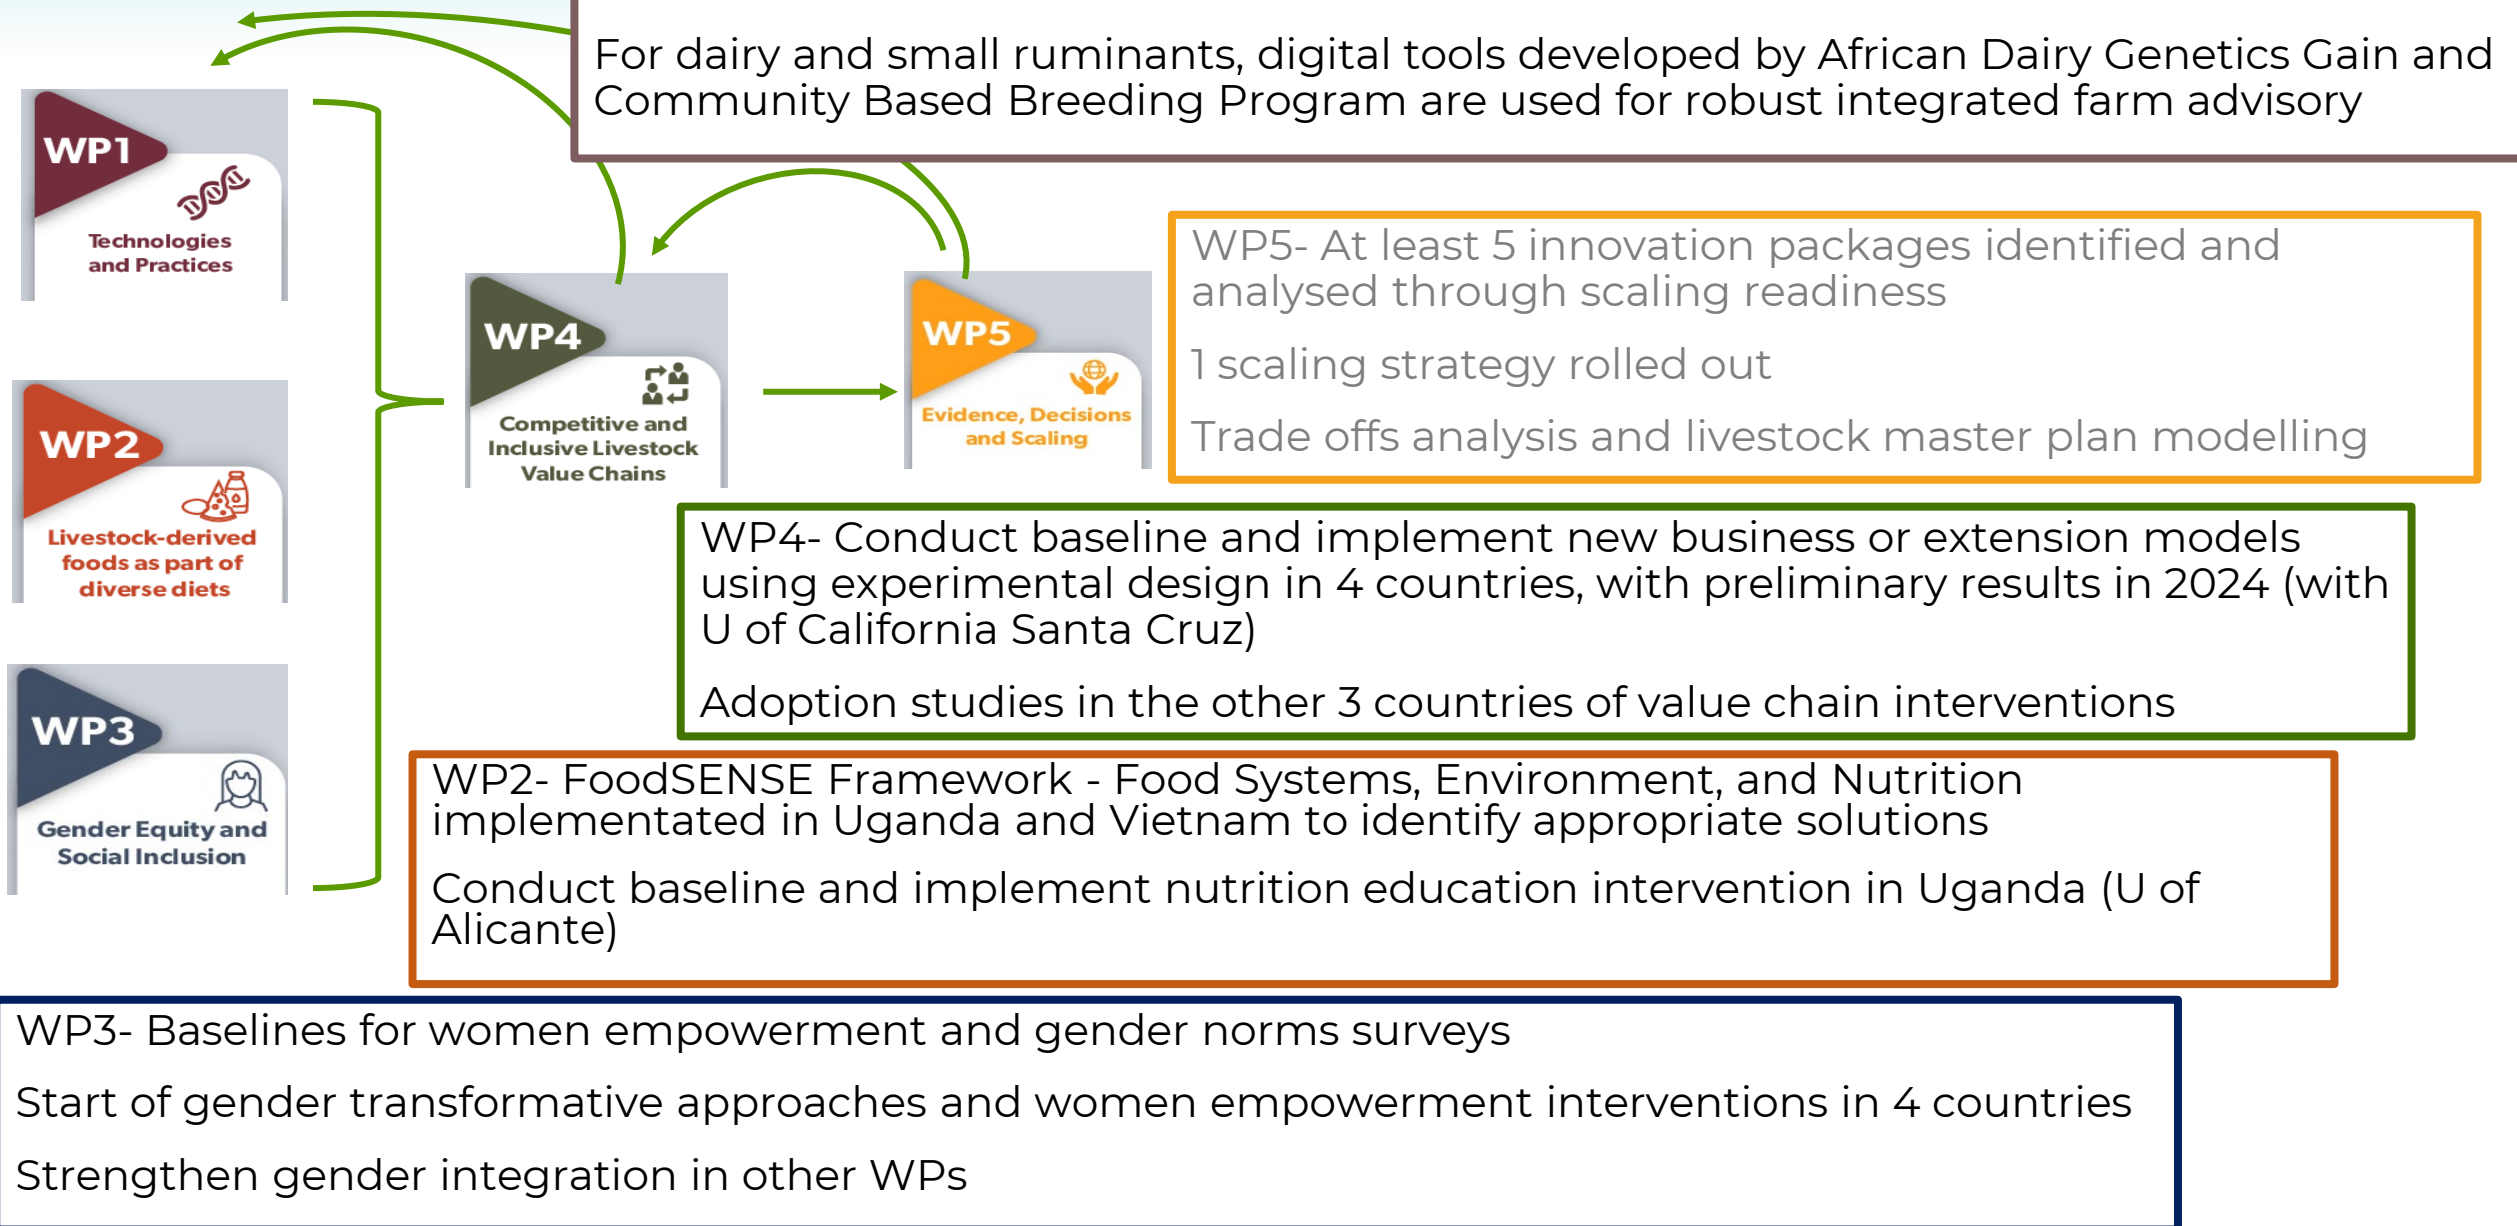 For dairy and small ruminants, digital tools developed by African Dairy Genetics Gain and
Community Based Breeding Program are used for robust integrated farm advisory
WP1
Technologies
and Practices
WP2
Livestock-derived
foods as part of
diverse diets
WP3
Gender Equity and
Social Inclusion
WP4
Competitive and
Inclusive Livestock
Value Chains
WP5
Evidence, Decisions
and Scaling
WP5- At least 5 innovation packages identified and
analysed through scaling readiness
1 scaling strategy rolled out
Trade offs analysis and livestock master plan modelling
WP4- Conduct baseline and implement new business or extension models
using experimental design in 4 countries, with preliminary results in 2024 (with
U of California Santa Cruz)
Adoption studies in the other 3 countries of value chain interventions
WP2- FoodSENSE Framework - Food Systems, Environment, and Nutrition
implementated in Uganda and Vietnam to identify appropriate solutions
Conduct baseline and implement nutrition education intervention in Uganda (U of
Alicante)
WP3- Baselines for women empowerment and gender norms surveys
Start of gender transformative approaches and women empowerment interventions in 4 countries
Strengthen gender integration in other WPs